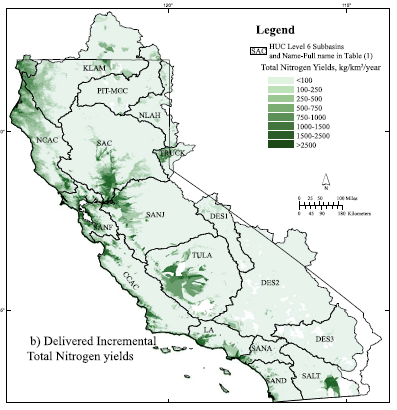 120°
115°
Legend
SAC HUC Level 6 Subbasins
and Name-Full name in Table (1)
Total Nitrogen Yields, kg/km²/year
<100
100-250
250-500
500-750
750-1000
1000-1500
1500-2500
>2500
N
0 25 50 100 Miles
0 45 90 180 Kilometers
KLAM
PIT-MCC
NLAH
NCAC
SAC
TRUCK
SANJ
DES1
SANF
TULA
CCAC
DES2
LA
DES3
SANA
SAND
SALT
b) Delivered Incremental
Total Nitrogen yields